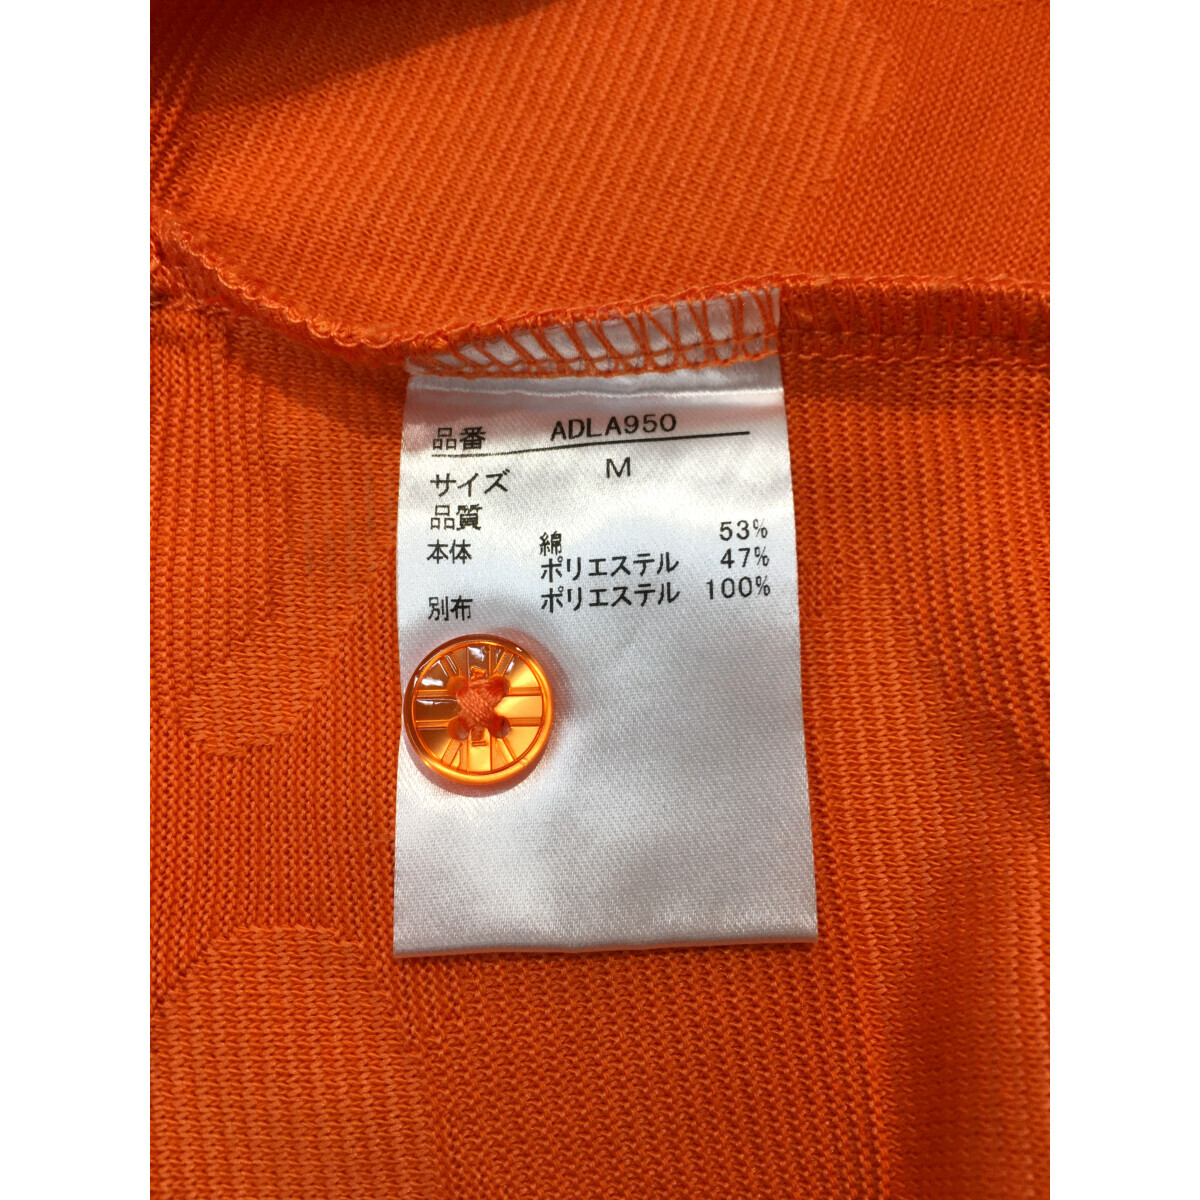 品番 ADLA950
サイズ M
品質
本体 綿 53%
ポリエステル 47%
別布 ポリエステル 100%